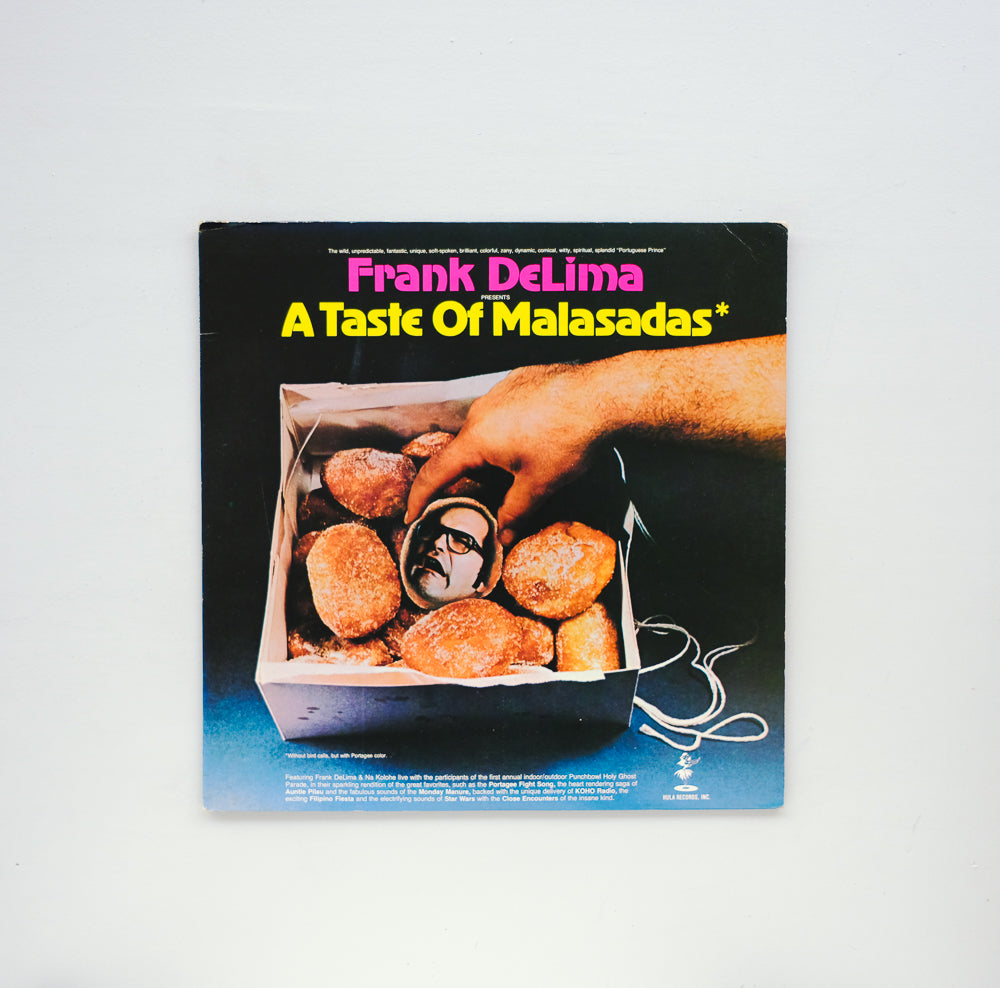 The wild, unpredictable, fantastic, unique, soft-spoken, brilliant, colorful, zany, dynamic, comical, witty, spiritual, splendid "Portuguese Prince"
Frank DeLima
PRESENTS
A Taste Of Malasadas*
*Without bird calls, but with Portagee color.
Featuring Frank DeLima & Na Kolohe live with the participants of the first annual indoor/outdoor Punchbowl Holy Ghost
Parade, in their sparkling rendition of the great favorites, such as the Portagee Fight Song, the heart rendering saga of
Auntie Pilau and the fabulous sounds of the Monday Manure, backed with the unique delivery of KOHO Radio, the
exciting Filipino Fiesta and the electrifying sounds of Star Wars with the Close Encounters of the insane kind.
HULA RECORDS, INC.